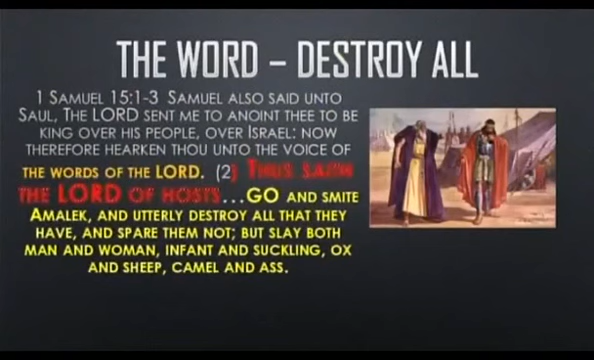 THE WORD – DESTROY ALL
1 SAMUEL 15:1-3 SAMUEL ALSO SAID UNTO
SAUL, THE LORD SENT ME TO ANOINT THEE TO BE
KING OVER HIS PEOPLE, OVER ISRAEL: NOW
THEREFORE HEARKEN THOU UNTO THE VOICE OF
THE WORDS OF THE LORD. (2) THUS SAITH
THE LORD OF HOSTS...GO AND SMITE
AMALEK, AND UTTERLY DESTROY ALL THAT THEY
HAVE, AND SPARE THEM NOT; BUT SLAY BOTH
MAN AND WOMAN, INFANT AND SUCKLING, OX
AND SHEEP, CAMEL AND ASS.